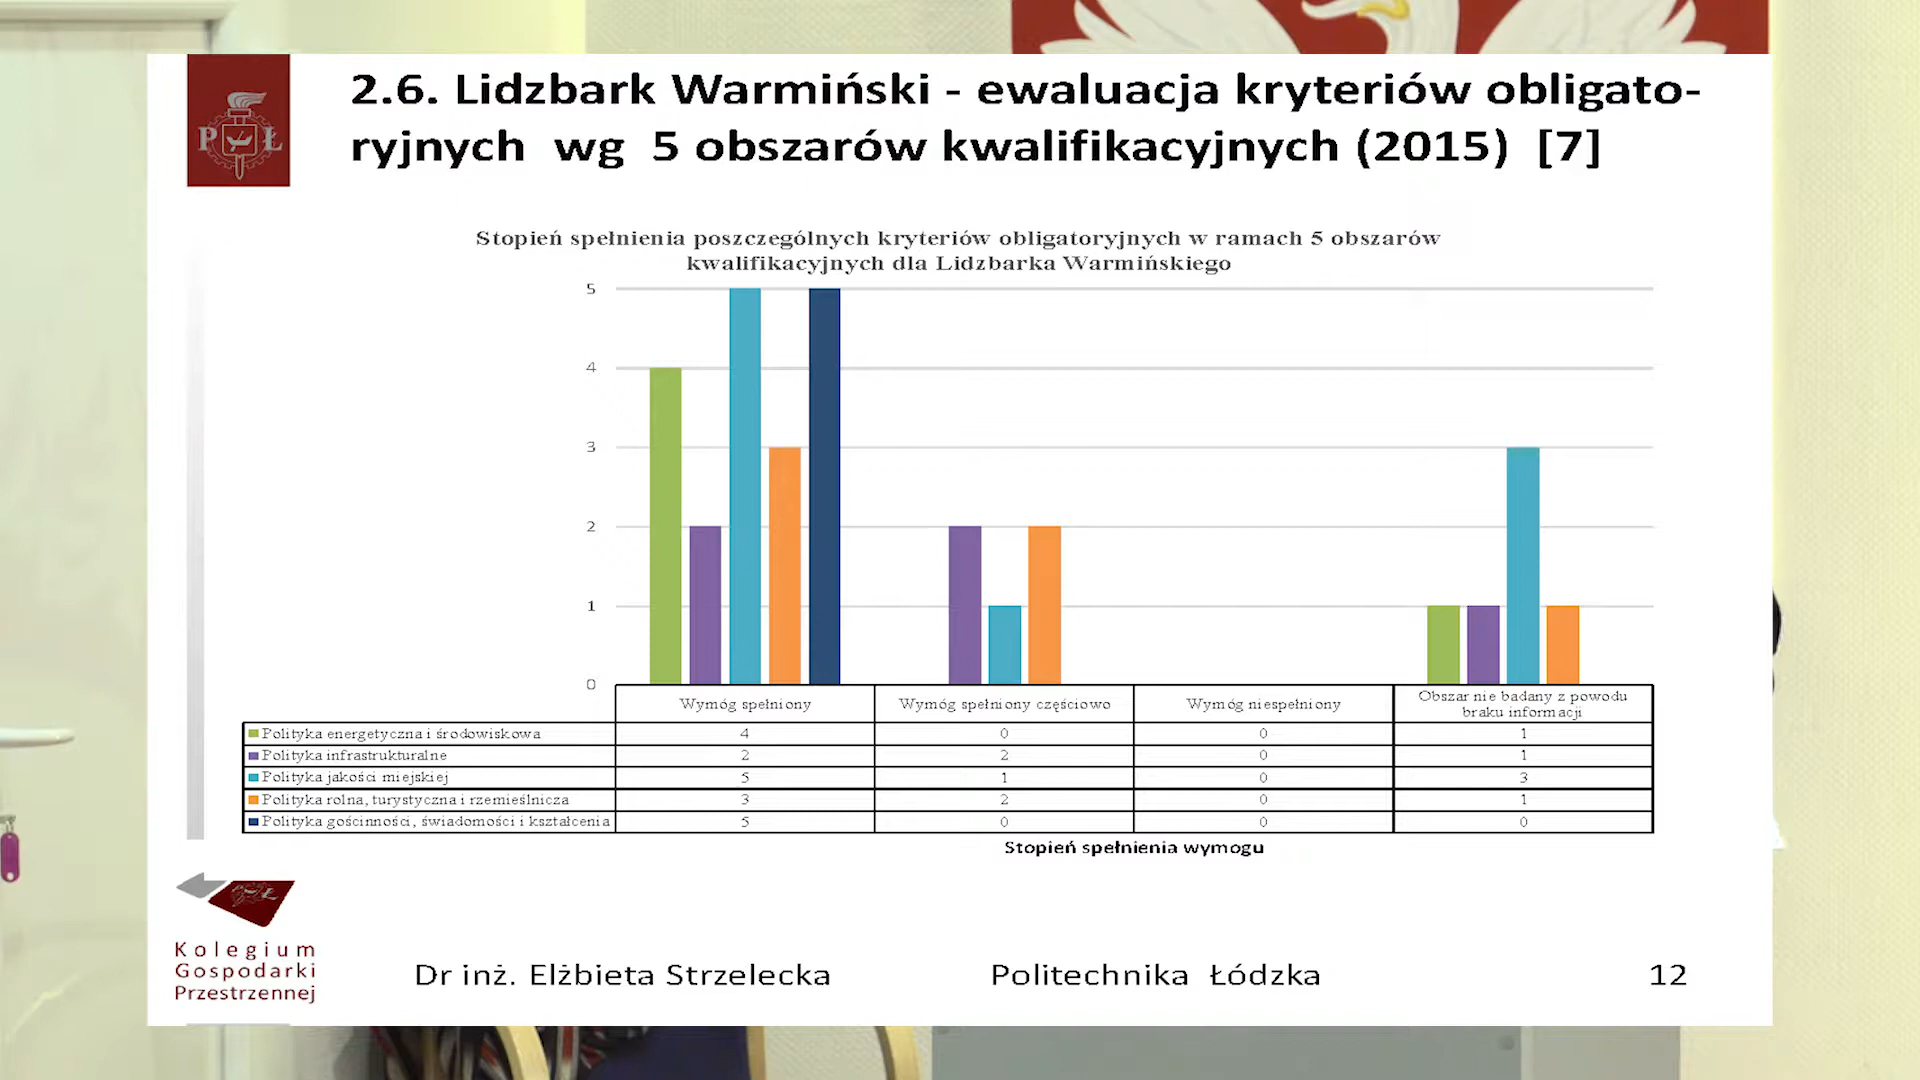 2.6. Lidzbark Warmiński - ewaluacja kryteriów obligato-
ryjnych wg 5 obszarów kwalifikacyjnych (2015) [7]
P Ł
Stopień spełnienia poszczególnych kryteriów obligatoryjnych w ramach 5 obszarów
kwalifikacyjnych dla Lidzbarka Warmińskiego
5
4
3
2
1
0
Wymóg spełniony Wymóg spełniony częściowo Wymóg niespełniony Obszar nie badany z powodu
braku informacji
Polityka energetyczna i środowiskowa 4 0 0 1
Polityka infrastrukturalne 2 2 0 1
Polityka jakości miejskiej 5 1 0 3
Polityka rolna, turystyczna i rzemieślnicza 3 2 0 1
Polityka gościnności, świadomości i kształcenia 5 0 0 0
Stopień spełnienia wymogu
Kolegium
Gospodarki
Przestrzennej
Dr inż. Elżbieta Strzelecka Politechnika Łódzka 12